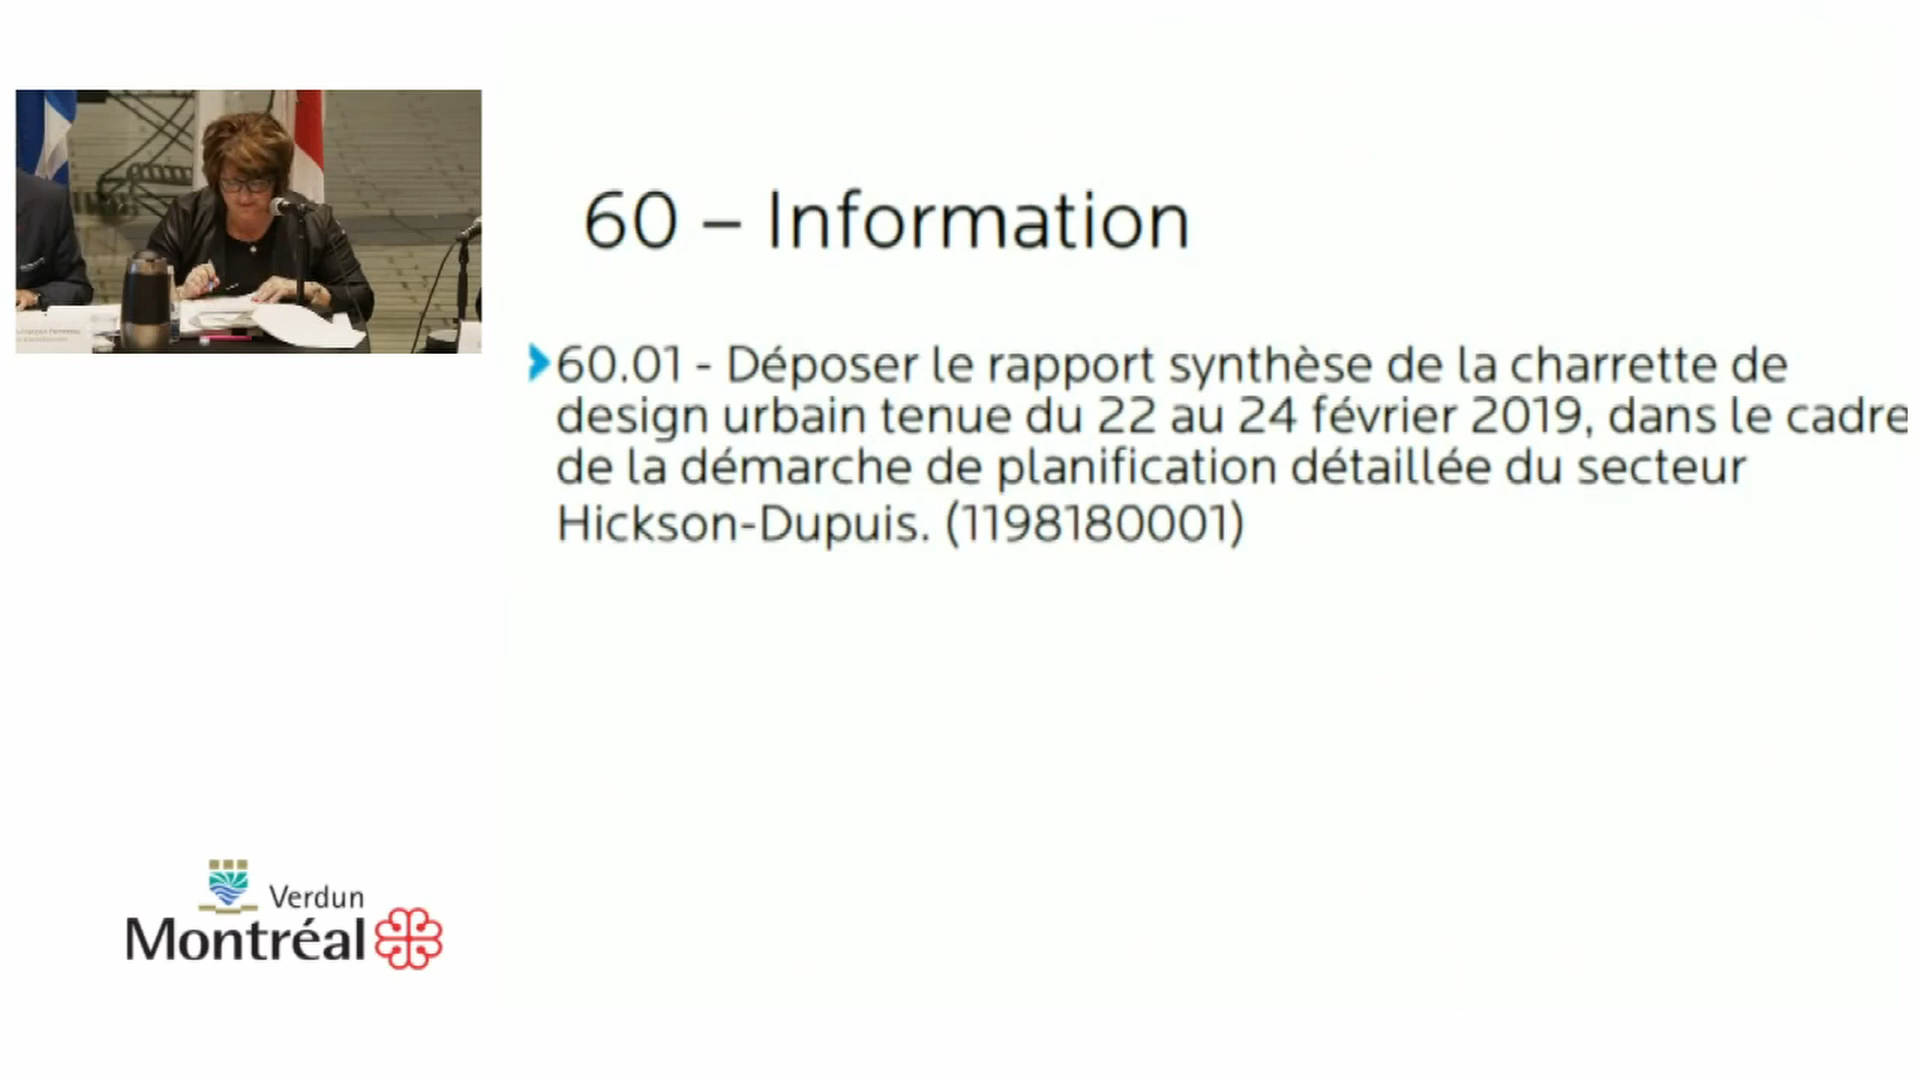 60 – Information
60.01 - Déposer le rapport synthèse de la charrette de
design urbain tenue du 22 au 24 février 2019, dans le cadre
de la démarche de planification détaillée du secteur
Hickson-Dupuis. (1198180001)
Verdun
Montréal